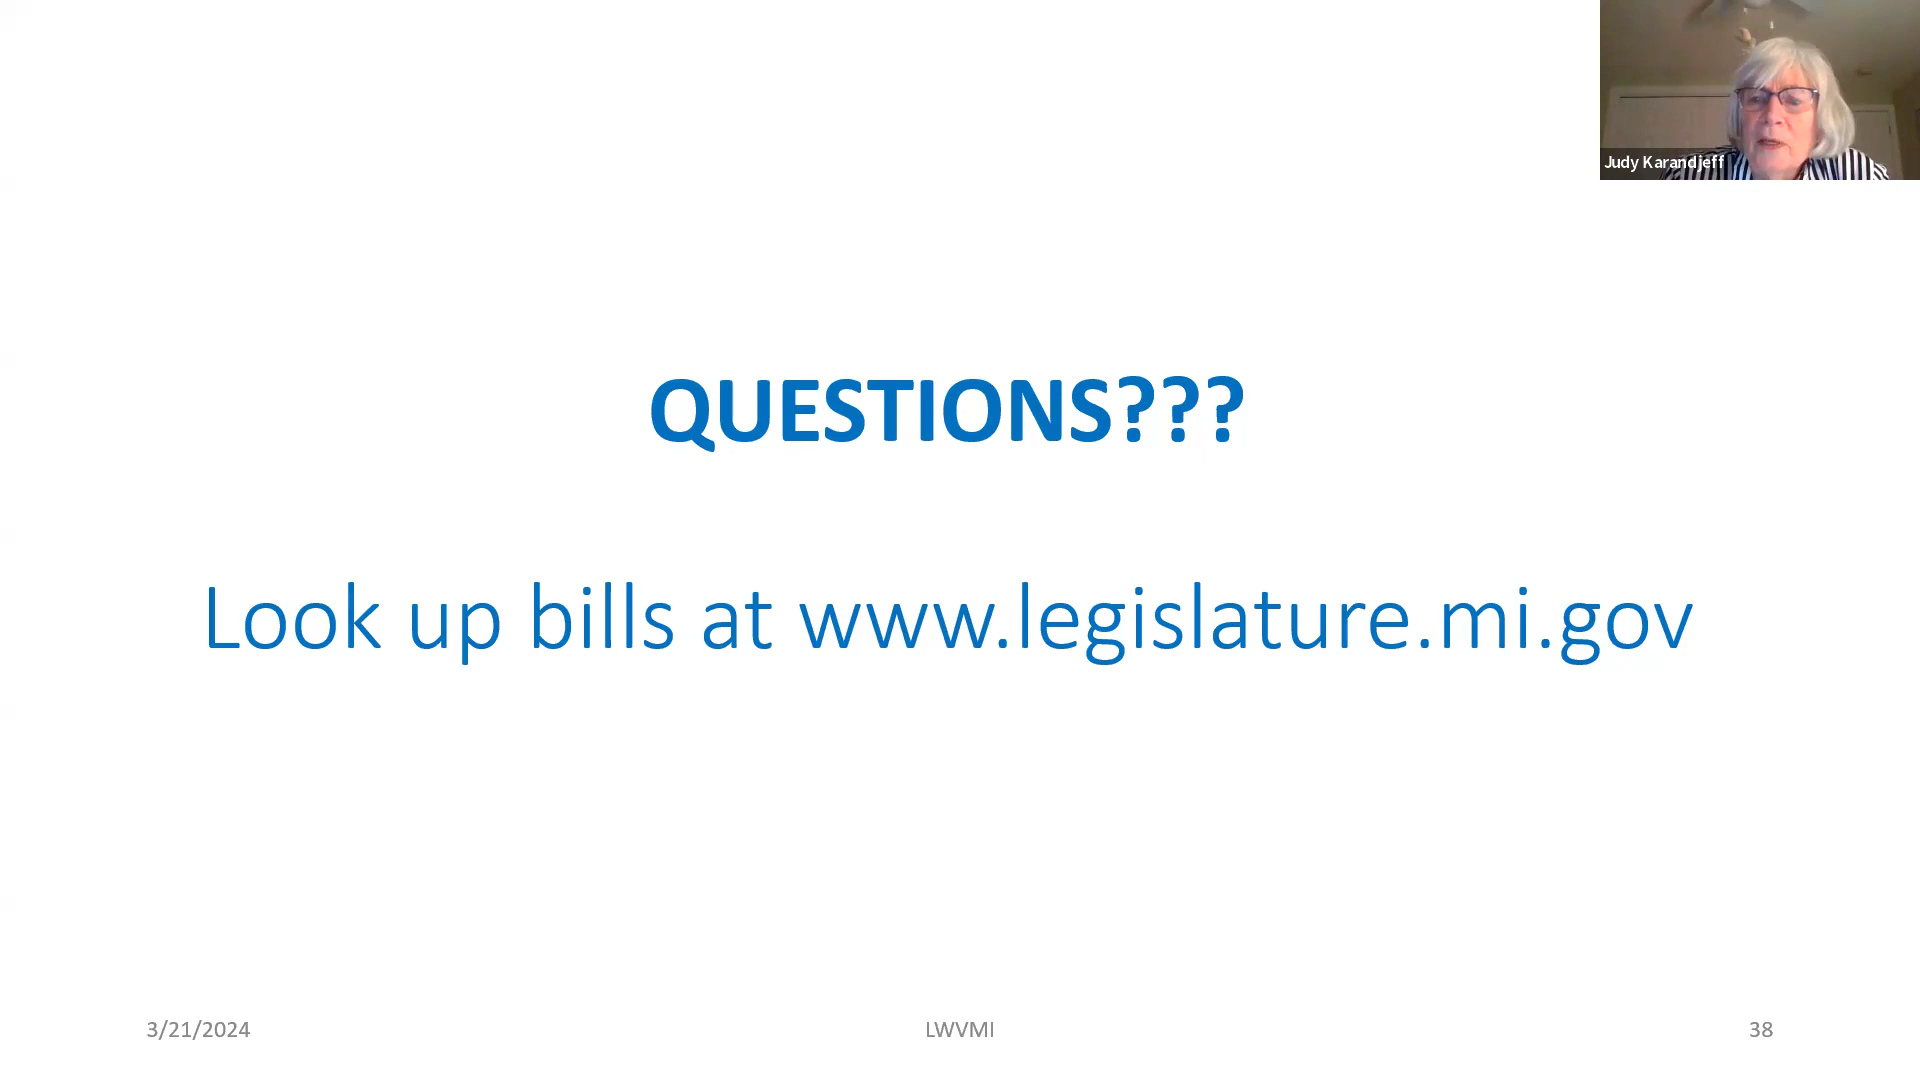 Judy Karandjeff
QUESTIONS???
Look up bills at www.legislature.mi.gov
3/21/2024
LWVMI
38